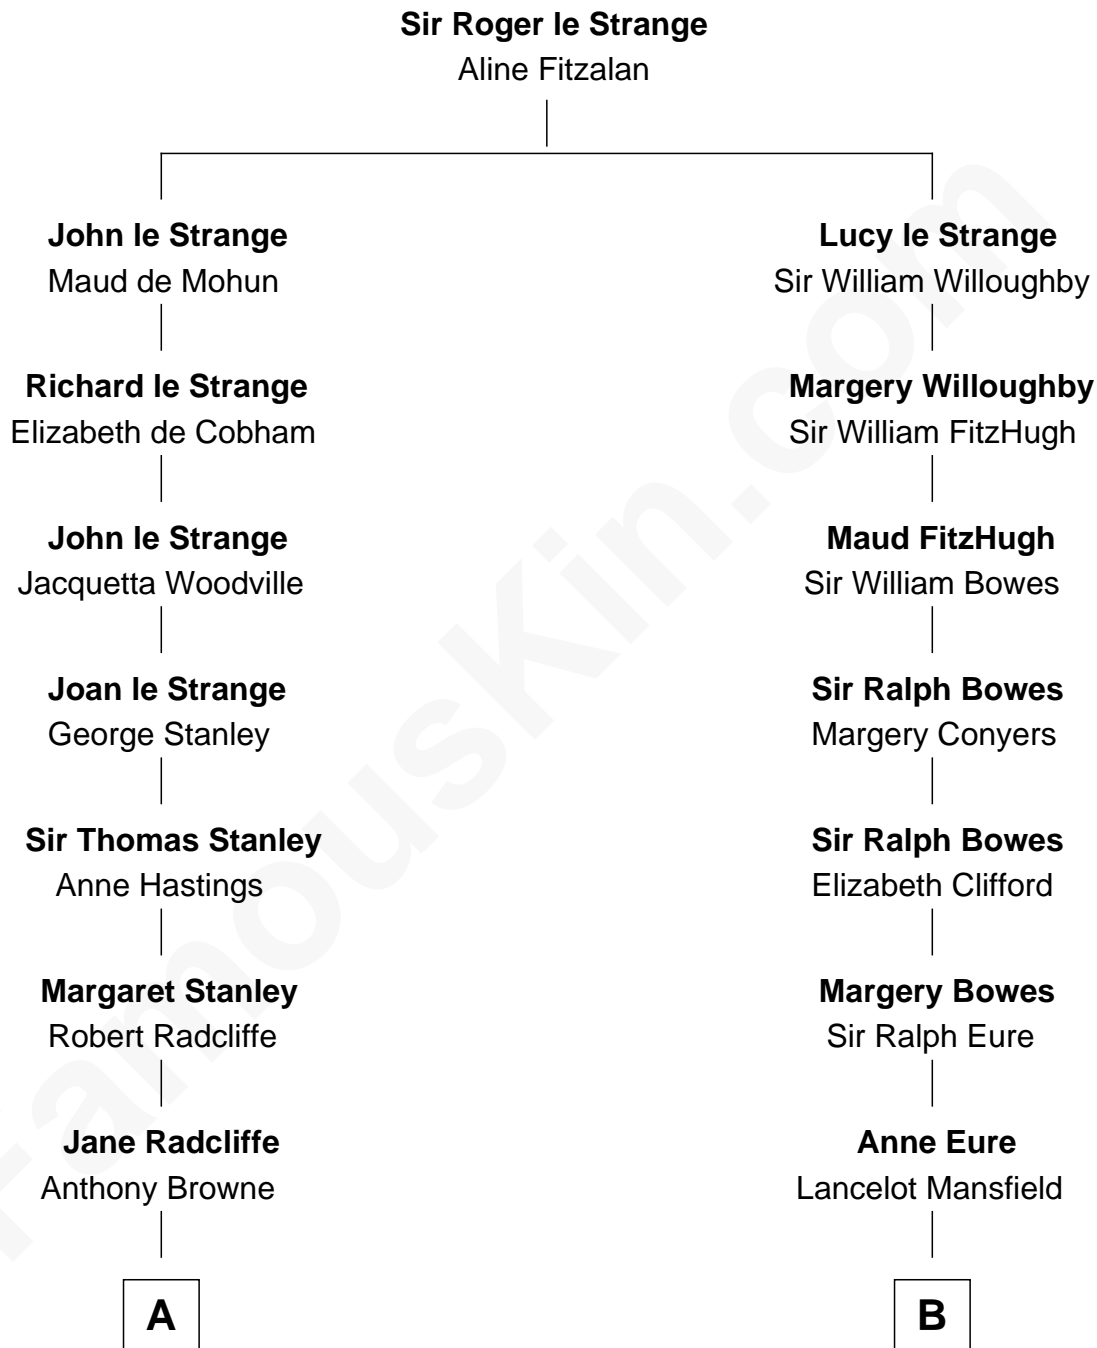 Sir Roger le Strange
Aline Fitzalan
John le Strange
Maud de Mohun
Richard le Strange
Elizabeth de Cobham
John le Strange
Jacquetta Woodville
Joan le Strange
George Stanley
Sir Thomas Stanley
Anne Hastings
Margaret Stanley
Robert Radcliffe
Jane Radcliffe
Anthony Browne
A
Lucy le Strange
Sir William Willoughby
Margery Willoughby
Sir William FitzHugh
Maud FitzHugh
Sir William Bowes
Sir Ralph Bowes
Margery Conyers
Sir Ralph Bowes
Elizabeth Clifford
Margery Bowes
Sir Ralph Eure
Anne Eure
Lancelot Mansfield
B
FamousKin.com